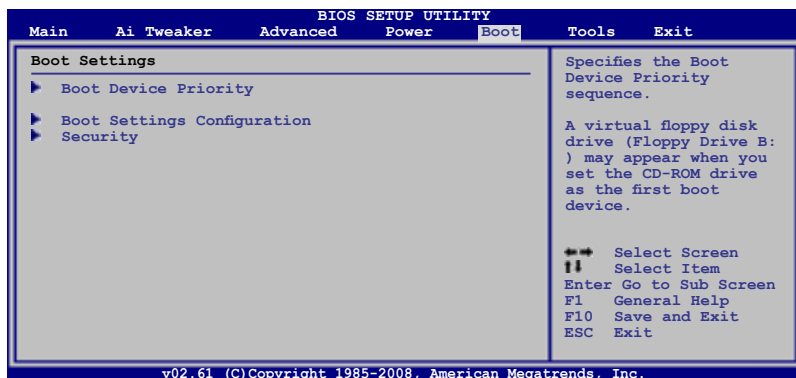 BIOS SETUP UTILITY
Main Ai Tweaker Advanced Power Boot Tools Exit
Boot Settings
Boot Device Priority
Boot Settings Configuration
Security
Specifies the Boot
Device Priority
sequence.
A virtual floppy disk
drive (Floppy Drive B:
) may appear when you
set the CD-ROM drive
as the first boot
device.
Select Screen
Select Item
Enter Go to Sub Screen
F1 General Help
F10 Save and Exit
ESC Exit
v02.61 (C)Copyright 1985-2008, American Megatrends, Inc.